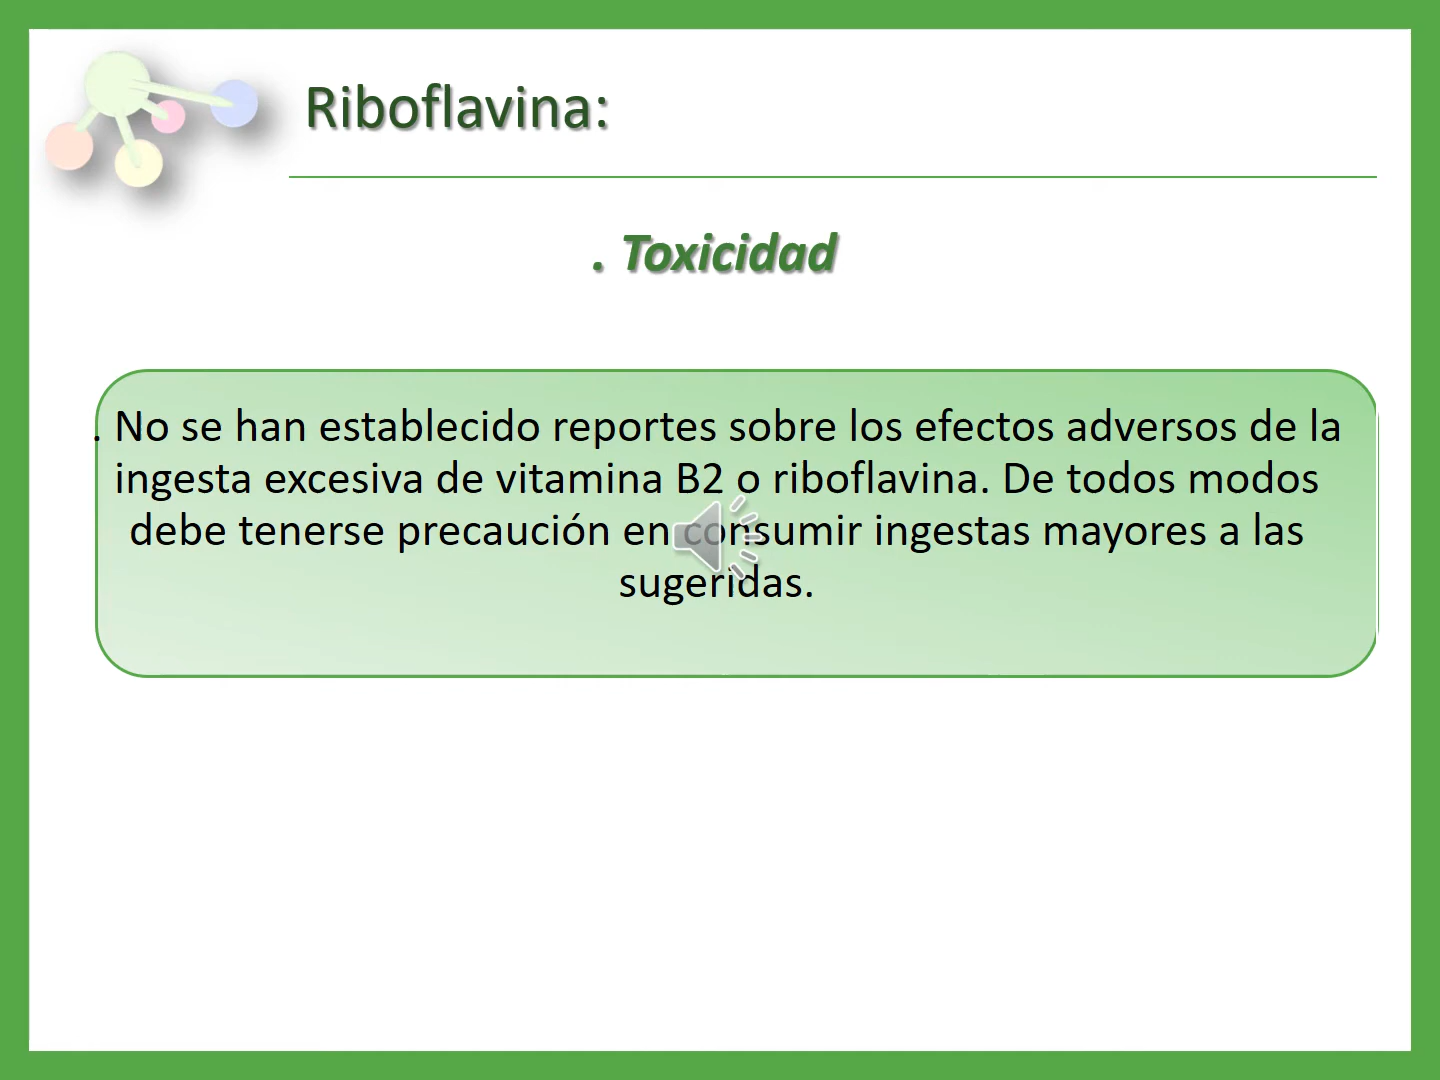 Riboflavina:
. Toxicidad
. No se han establecido reportes sobre los efectos adversos de la
ingesta excesiva de vitamina B2 o riboflavina. De todos modos
debe tenerse precaución en consumir ingestas mayores a las
sugeridas.